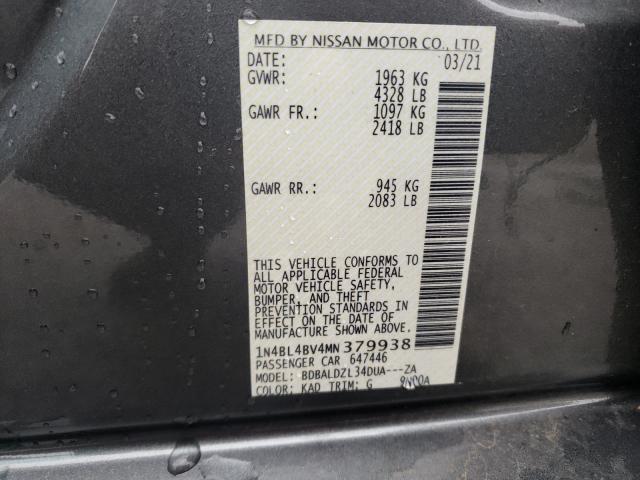 MFD BY NISSAN MOTOR CO., LTD.
DATE: 03/21
GVWR: 1963 KG
4328 LB
GAWR FR.: 1097 KG
2418 LB
GAWR RR.: 945 KG
2083 LB
THIS VEHICLE CONFORMS TO
ALL APPLICABLE FEDERAL
MOTOR VEHICLE SAFETY,
BUMPER, AND THEFT
PREVENTION STANDARDS IN
EFFECT ON THE DATE OF
MANUFACTURE SHOWN ABOVE.
1N4BL4BV4MN379938
PASSENGER CAR 647446
MODEL: BDBALDZL34DUA---ZA
COLOR: KAD TRIM: G